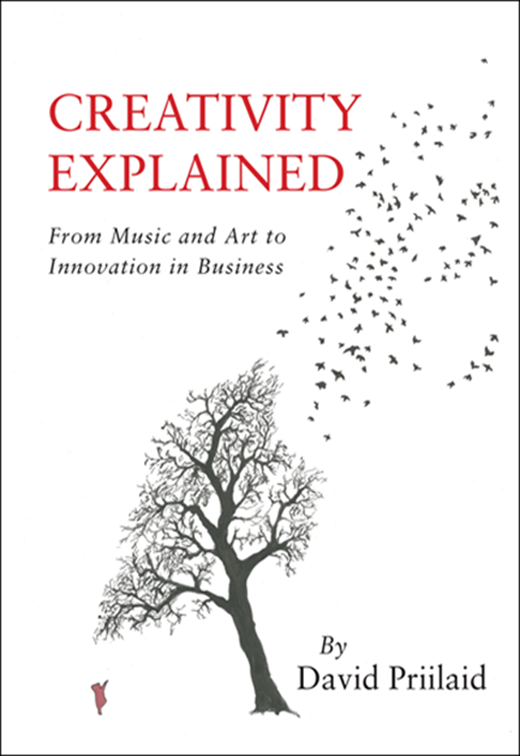 CREATIVITY
EXPLAINED
From Music and Art to
Innovation in Business
By
David Priilaid